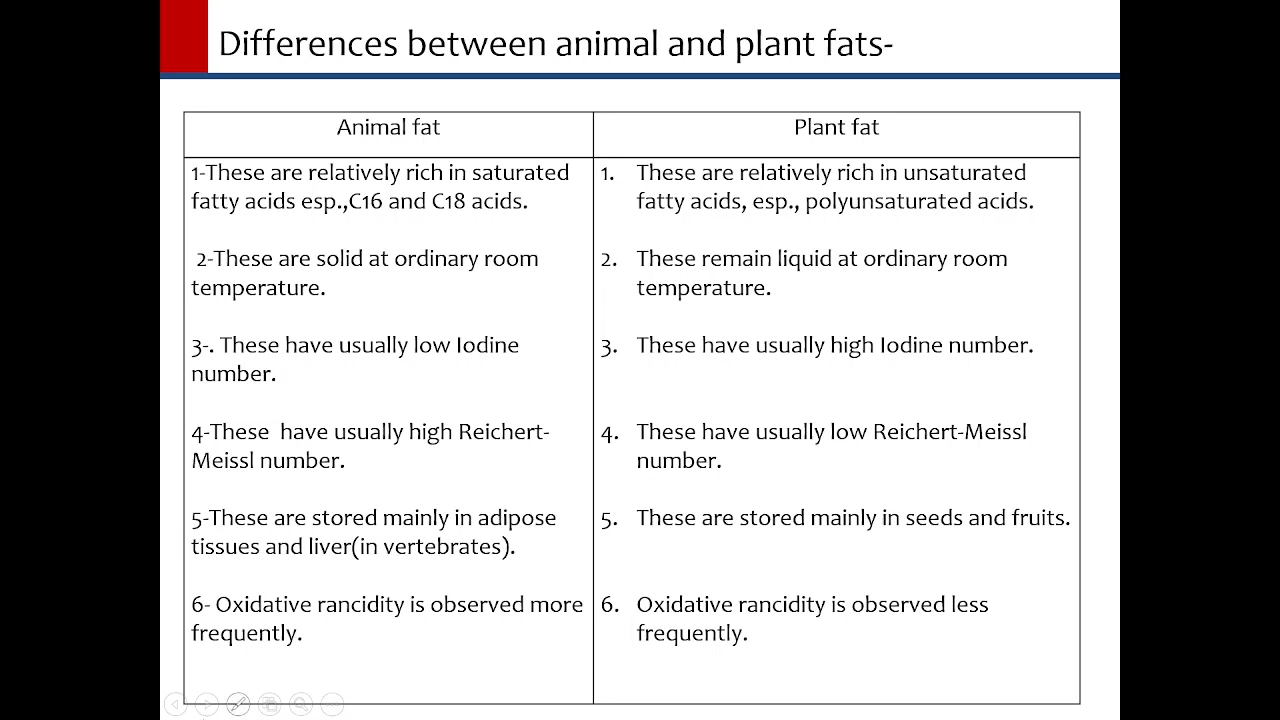 Differences between animal and plant fats-
Animal fat
Plant fat
1-These are relatively rich in saturated
fatty acids esp.,C16 and C18 acids.
1. These are relatively rich in unsaturated
fatty acids, esp., polyunsaturated acids.
2-These are solid at ordinary room
temperature.
2. These remain liquid at ordinary room
temperature.
3-. These have usually low Iodine
number.
3. These have usually high Iodine number.
4-These  have usually high Reichert-
Meissl number.
4. These have usually low Reichert-Meissl
number.
5-These are stored mainly in adipose
tissues and liver(in vertebrates).
5. These are stored mainly in seeds and fruits.
6- Oxidative rancidity is observed more
frequently.
6. Oxidative rancidity is observed less
frequently.